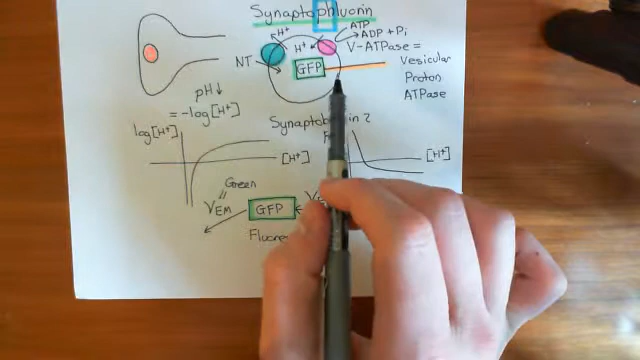 Synaptophluorin
H⁺
H⁺
ATP
ADP + Pi
V-ATPase =
Vesicular
Proton
ATPase
NT
GFP
pH↓
= -log[H⁺]
log[H⁺]
[H⁺]
[H⁺]
Green
GFP